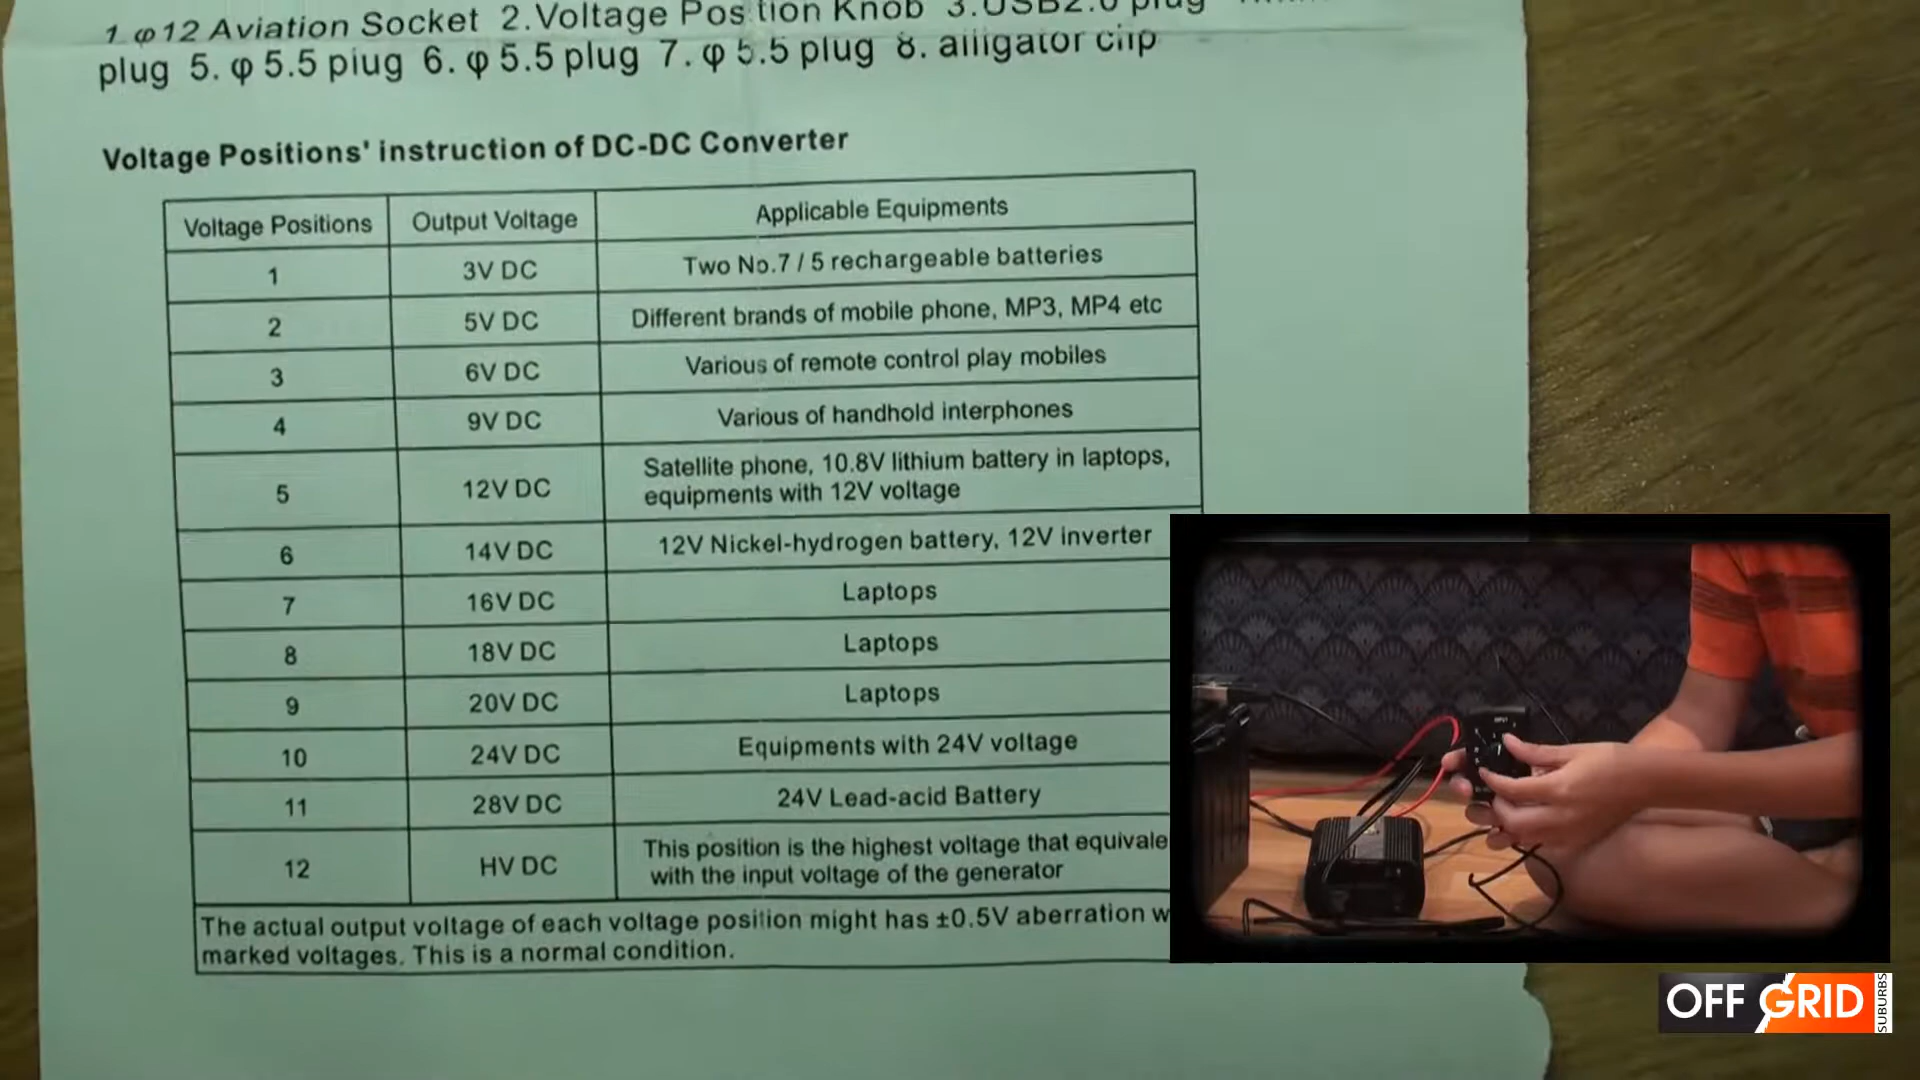 1. φ12 Aviation Socket 2. Voltage Position Knob 3. USB2.0 plug
plug 5. φ 5.5 plug 6. φ 5.5 plug 7. φ 5.5 plug 8. alligator clip
Voltage Positions' instruction of DC-DC Converter
Voltage Positions Output Voltage Applicable Equipments
1 3V DC Two No.7 / 5 rechargeable batteries
2 5V DC Different brands of mobile phone, MP3, MP4 etc
3 6V DC Various of remote control play mobiles
4 9V DC Various of handhold interphones
5 12V DC Satellite phone, 10.8V lithium battery in laptops,
equipments with 12V voltage
6 14V DC 12V Nickel-hydrogen battery, 12V inverter
7 16V DC Laptops
8 18V DC Laptops
9 20V DC Laptops
10 24V DC Equipments with 24V voltage
11 28V DC 24V Lead-acid Battery
12 HV DC This position is the highest voltage that equivale
with the input voltage of the generator
The actual output voltage of each voltage position might has ±0.5V aberration w
marked voltages. This is a normal condition.
OFF GRID SUBURBS